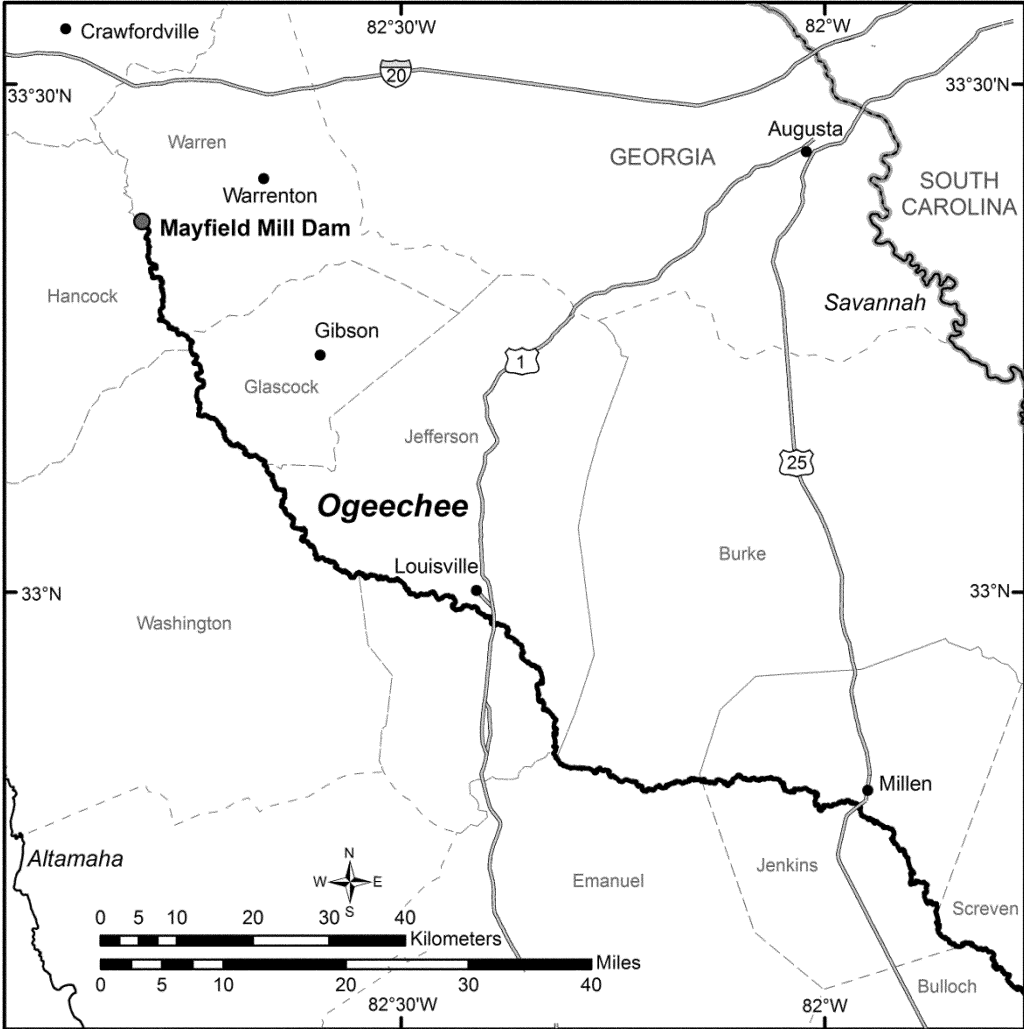 82°30'W
82°W
Crawfordville
20
33°30'N
33°30'N
Augusta
Warren
GEORGIA
SOUTH
CAROLINA
Warrenton
Mayfield Mill Dam
Hancock
Savannah
Gibson
1
Glascock
Jefferson
25
Ogeechee
Burke
Louisville
33°N
33°N
Washington
Millen
Altamaha
N
W
E
S
Emanuel
Jenkins
Screven
0 5 10 20 30 40
Kilometers
Miles
0 5 10 20 30 40
Bulloch
82°30'W
82°W